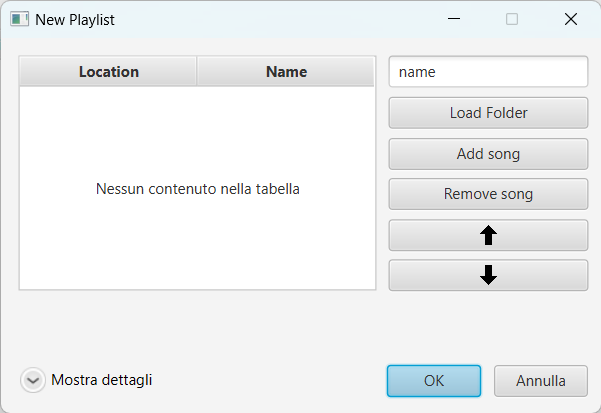 New Playlist
Location Name
name
Load Folder
Add song
Nessun contenuto nella tabella
Remove song
Mostra dettagli
OK
Annulla